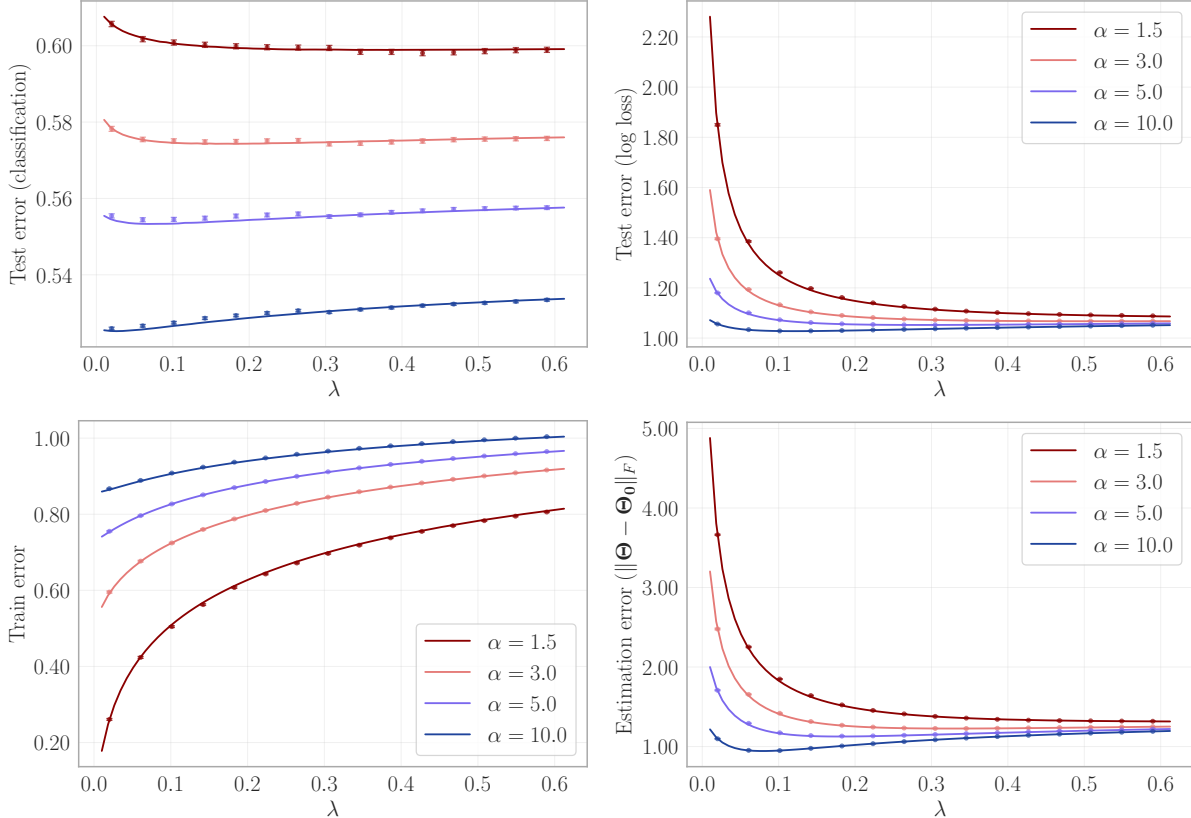 Test error (classification)
0.60
0.58
0.56
0.54
0.0 0.1 0.2 0.3 0.4 0.5 0.6
λ
Test error (log loss)
2.20
2.00
1.80
1.60
1.40
1.20
1.00
α = 1.5
α = 3.0
α = 5.0
α = 10.0
0.0 0.1 0.2 0.3 0.4 0.5 0.6
λ
Train error
1.00
0.80
0.60
0.40
0.20
α = 1.5
α = 3.0
α = 5.0
α = 10.0
0.0 0.1 0.2 0.3 0.4 0.5 0.6
λ
Estimation error (‖Θ − Θ₀‖F)
5.00
4.00
3.00
2.00
1.00
α = 1.5
α = 3.0
α = 5.0
α = 10.0
0.0 0.1 0.2 0.3 0.4 0.5 0.6
λ